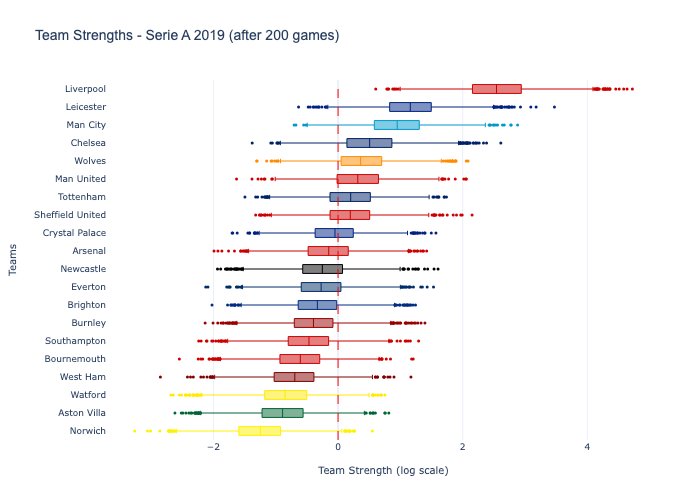 Team Strengths - Serie A 2019 (after 200 games)
Liverpool
Leicester
Man City
Chelsea
Wolves
Man United
Tottenham
Sheffield United
Crystal Palace
Arsenal
Newcastle
Everton
Brighton
Burnley
Southampton
Bournemouth
West Ham
Watford
Aston Villa
Norwich
Teams
−2 0 2 4
Team Strength (log scale)